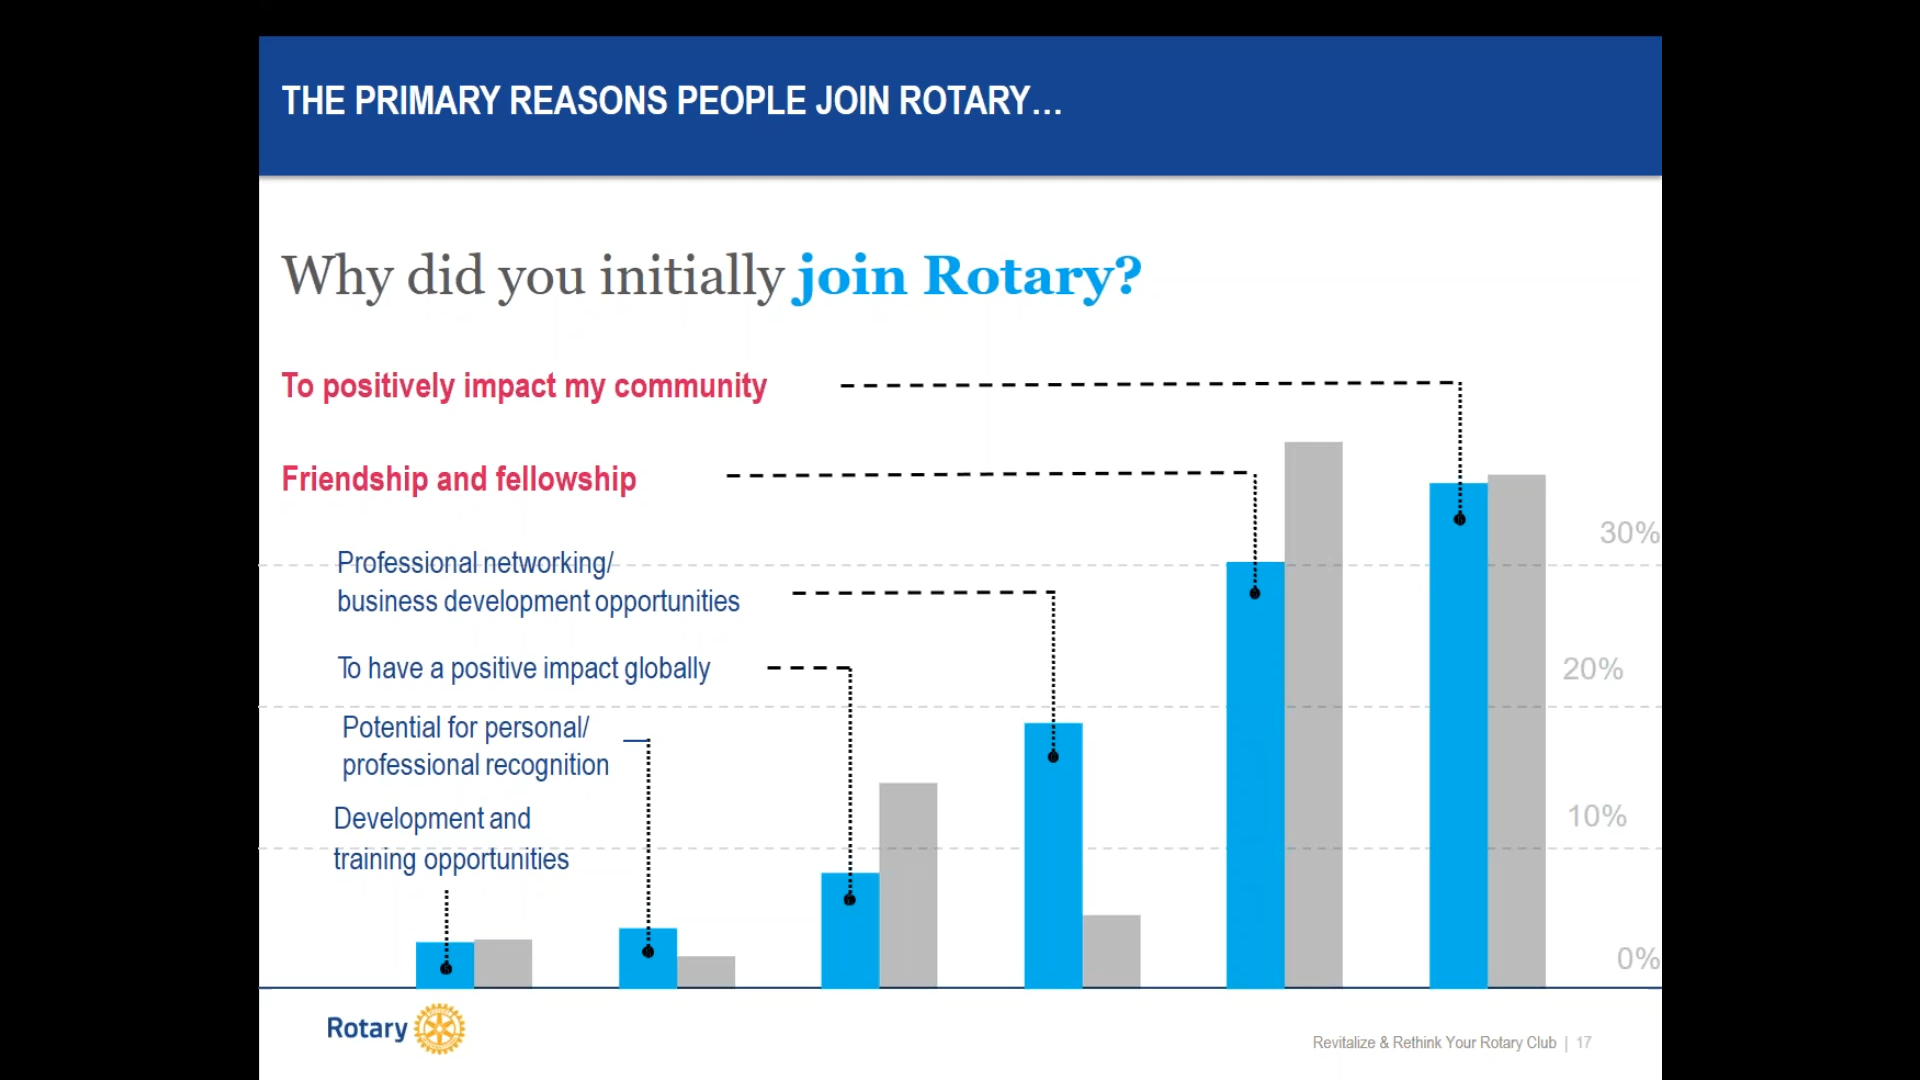 THE PRIMARY REASONS PEOPLE JOIN ROTARY…
Why did you initially join Rotary?
To positively impact my community
Friendship and fellowship
Professional networking/
business development opportunities
To have a positive impact globally
Potential for personal/
professional recognition
Development and
training opportunities
30%
20%
10%
0%
Rotary
Revitalize & Rethink Your Rotary Club | 17